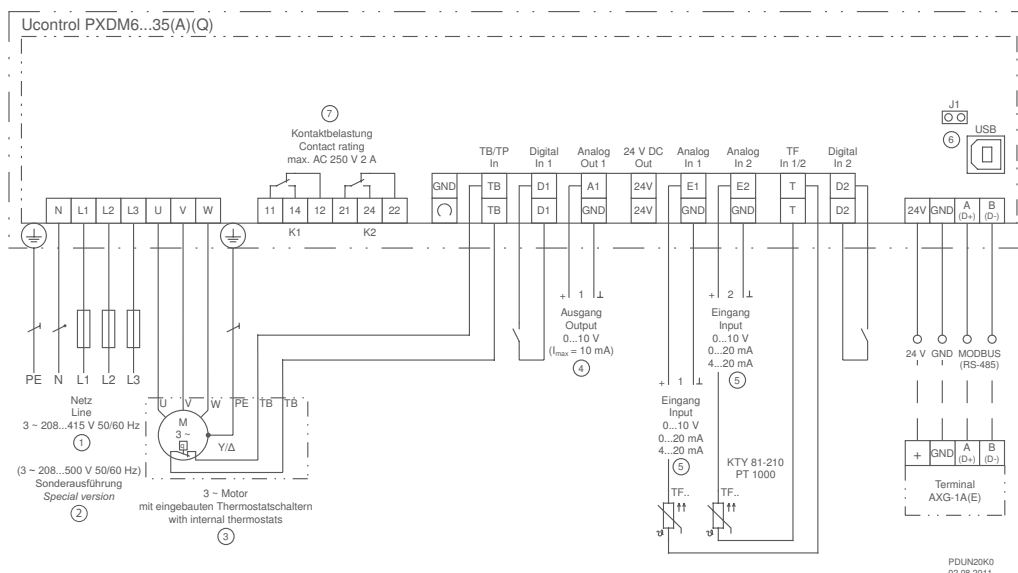 Ucontrol PXDM6...35(A)(Q)
J1
6
USB
7
Kontaktbelastung
Contact rating
max. AC 250 V 2 A
TB/TP
In
Digital
In 1
Analog
Out 1
24 V DC
Out
Analog
In 1
Analog
In 2
TF
In 1/2
Digital
In 2
GND TB D1 A1 24V E1 E2 T D2
TB D1 GND 24V GND GND T D2
N L1 L2 L3 U V W
11 14 12 21 24 22
K1 K2
24V GND A (D+) B (D-)
+ 1 ⊥
Ausgang
Output
0...10 V
(Imax = 10 mA)
4
+ 2 ⊥
Eingang
Input
0...10 V
0...20 mA
4...20 mA
5
+ 1 ⊥
Eingang
Input
0...10 V
0...20 mA
4...20 mA
5
24 V GND MODBUS
(RS-485)
PE N L1 L2 L3
Netz
Line
3 ~ 208...415 V 50/60 Hz
1
(3 ~ 208...500 V 50/60 Hz)
Sonderausführung
Special version
2
U V W PE TB TB
M
3 ~
Y/Δ
3 ~ Motor
mit eingebauten Thermostatschaltern
with internal thermostats
3
KTY 81-210
PT 1000
TF.. TF..
ϑ ϑ
+ GND A (D+) B (D-)
Terminal
AXG-1A(E)
PDUN20K0
02.08.2011